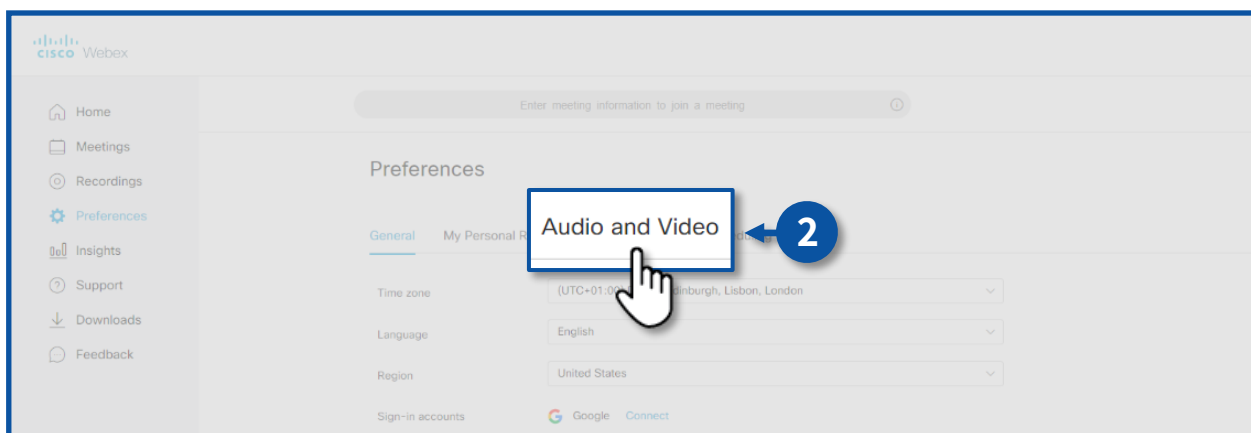 cisco Webex
Enter meeting information to join a meeting
Home
Meetings
Recordings
Preferences
Insights
Support
Downloads
Feedback
Preferences
General My Personal Audio and Video 2
Time zone (UTC+01:00) Edinburgh, Lisbon, London
Language English
Region United States
Sign-in accounts Google Connect